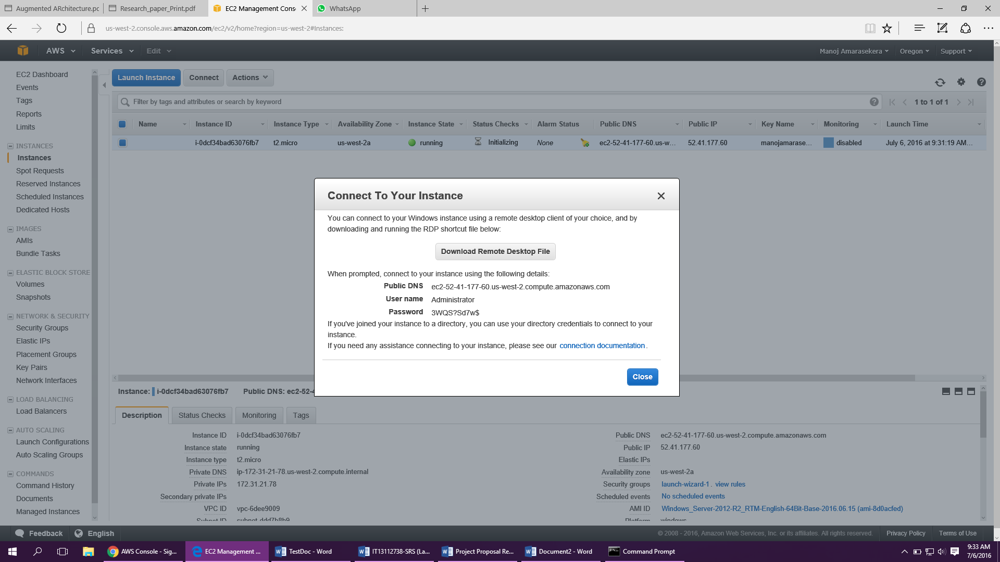 Augmented ARchitecture.pc
Research_paper_Print.pdf
EC2 Management Cons
WhatsApp
us-west-2.console.aws.amazon.com/ec2/v2/home?region=us-west-2#Instances:
AWS
Services
Edit
Manoj Amarasekera
Oregon
Support
EC2 Dashboard
Events
Tags
Reports
Limits
INSTANCES
Instances
Spot Requests
Reserved Instances
Scheduled Instances
Dedicated Hosts
IMAGES
AMIs
Bundle Tasks
ELASTIC BLOCK STORE
Volumes
Snapshots
NETWORK & SECURITY
Security Groups
Elastic IPs
Placement Groups
Key Pairs
Network Interfaces
LOAD BALANCING
Load Balancers
AUTO SCALING
Launch Configurations
Auto Scaling Groups
COMMANDS
Command History
Documents
Managed Instances
Launch Instance
Connect
Actions
Filter by tags and attributes or search by keyword
1 to 1 of 1
Name Instance ID Instance Type Availability Zone Instance State Status Checks Alarm Status Public DNS Public IP Key Name Monitoring Launch Time
i-0dcf34bad63076fb7 t2.micro us-west-2a running Initializing None ec2-52-41-177-60.us-w... 52.41.177.60 manojamarase... disabled July 6, 2016 at 9:31:19 AM...
Connect To Your Instance
You can connect to your Windows instance using a remote desktop client of your choice, and by
downloading and running the RDP shortcut file below:
Download Remote Desktop File
When prompted, connect to your instance using the following details:
Public DNS ec2-52-41-177-60.us-west-2.compute.amazonaws.com
User name Administrator
Password 3WQS?Sd7w$
If you've joined your instance to a directory, you can use your directory credentials to connect to your
instance.
If you need any assistance connecting to your instance, please see our connection documentation.
Close
Instance: i-0dcf34bad63076fb7 Public DNS: ec2-52-4
Description
Status Checks
Monitoring
Tags
Instance ID i-0dcf34bad63076fb7
Instance state running
Instance type t2.micro
Private DNS ip-172-31-21-78.us-west-2.compute.internal
Private IPs 172.31.21.78
Secondary private IPs
VPC ID vpc-6dee9009
Subnet ID subnet-ddd7b8b9
Public DNS ec2-52-41-177-60.us-west-2.compute.amazonaws.com
Public IP 52.41.177.60
Elastic IPs
Availability zone us-west-2a
Security groups launch-wizard-1. view rules
Scheduled events No scheduled events
AMI ID Windows_Server-2012-R2_RTM-English-64Bit-Base-2016.06.15 (ami-8d0acfed)
Platform windows
Feedback
English
© 2008 - 2016, Amazon Web Services, Inc. or its affiliates. All rights reserved.
Privacy Policy
Terms of Use
AWS Console - Sig...
EC2 Management ...
TestDoc - Word
IT13112738-SRS (La...
Project Proposal Re...
Document2 - Word
Command Prompt
9:33 AM
7/6/2016